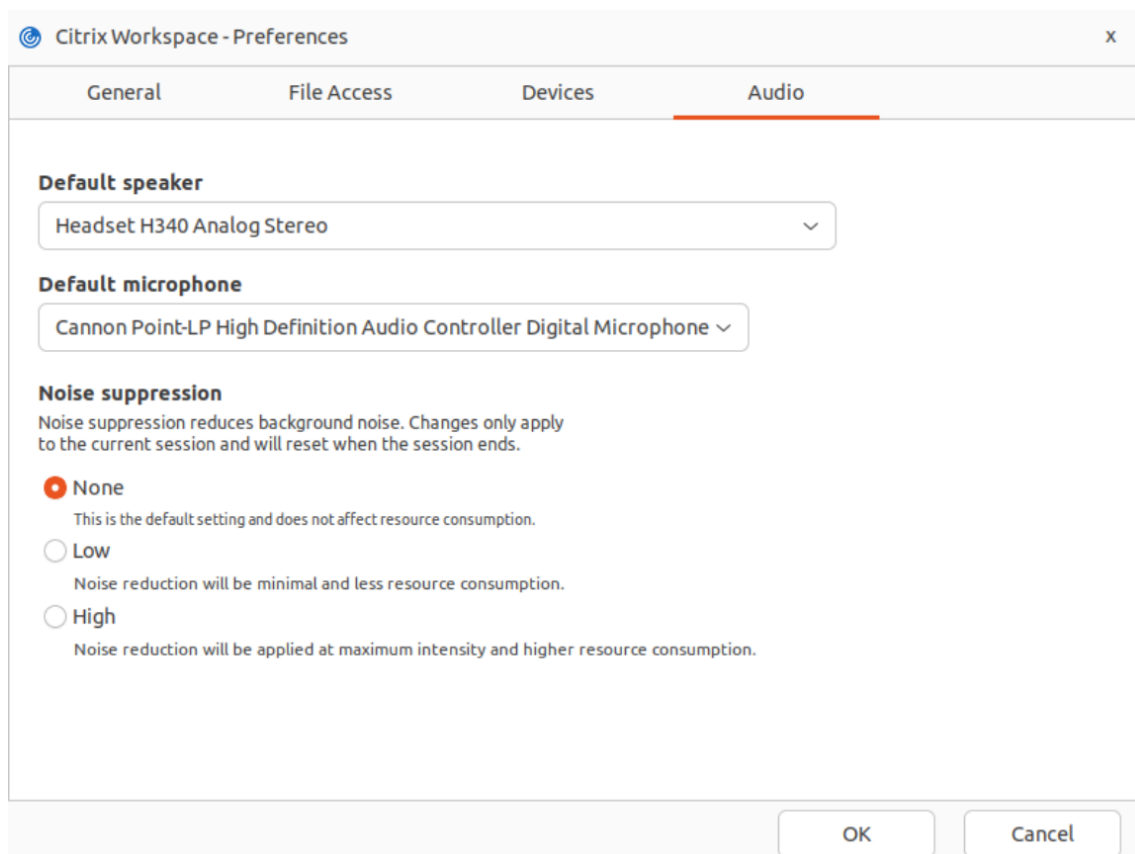 Citrix Workspace - Preferences x
General File Access Devices Audio
Default speaker
Headset H340 Analog Stereo
Default microphone
Cannon Point-LP High Definition Audio Controller Digital Microphone
Noise suppression
Noise suppression reduces background noise. Changes only apply
to the current session and will reset when the session ends.
None
This is the default setting and does not affect resource consumption.
Low
Noise reduction will be minimal and less resource consumption.
High
Noise reduction will be applied at maximum intensity and higher resource consumption.
OK Cancel